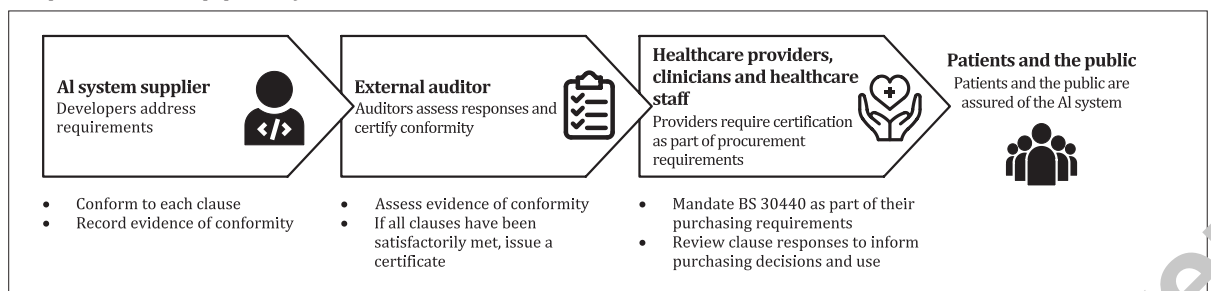 AI system supplier
Developers address
requirements
</>
• Conform to each clause
• Record evidence of conformity
External auditor
Auditors assess responses and
certify conformity
• Assess evidence of conformity
• If all clauses have been
satisfactorily met, issue a
certificate
Healthcare providers,
clinicians and healthcare
staff
Providers require certification
as part of procurement
requirements
• Mandate BS 30440 as part of their
purchasing requirements
• Review clause responses to inform
purchasing decisions and use
Patients and the public
Patients and the public are
assured of the AI system